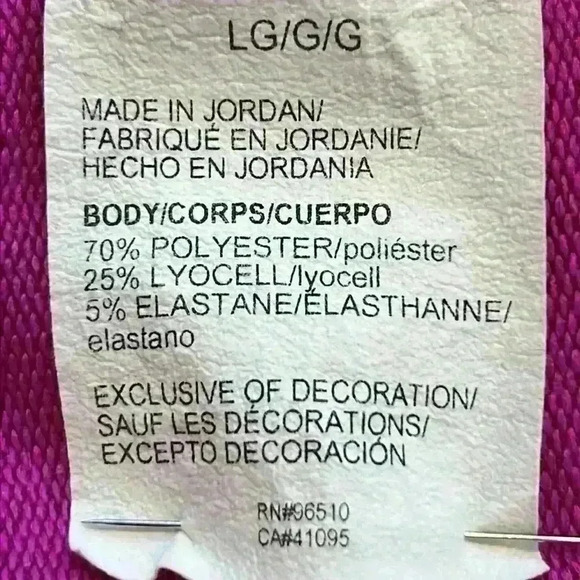 LG/G/G
MADE IN JORDAN/
FABRIQUÉ EN JORDANIE/
HECHO EN JORDANIA
BODY/CORPS/CUERPO
70% POLYESTER/poliéster
25% LYOCELL/lyocell
5% ELASTANE/ÉLASTHANNE/
elastano
EXCLUSIVE OF DECORATION/
SAUF LES DÉCORATIONS/
EXCEPTO DECORACIÓN
RN#96510
CA#41095